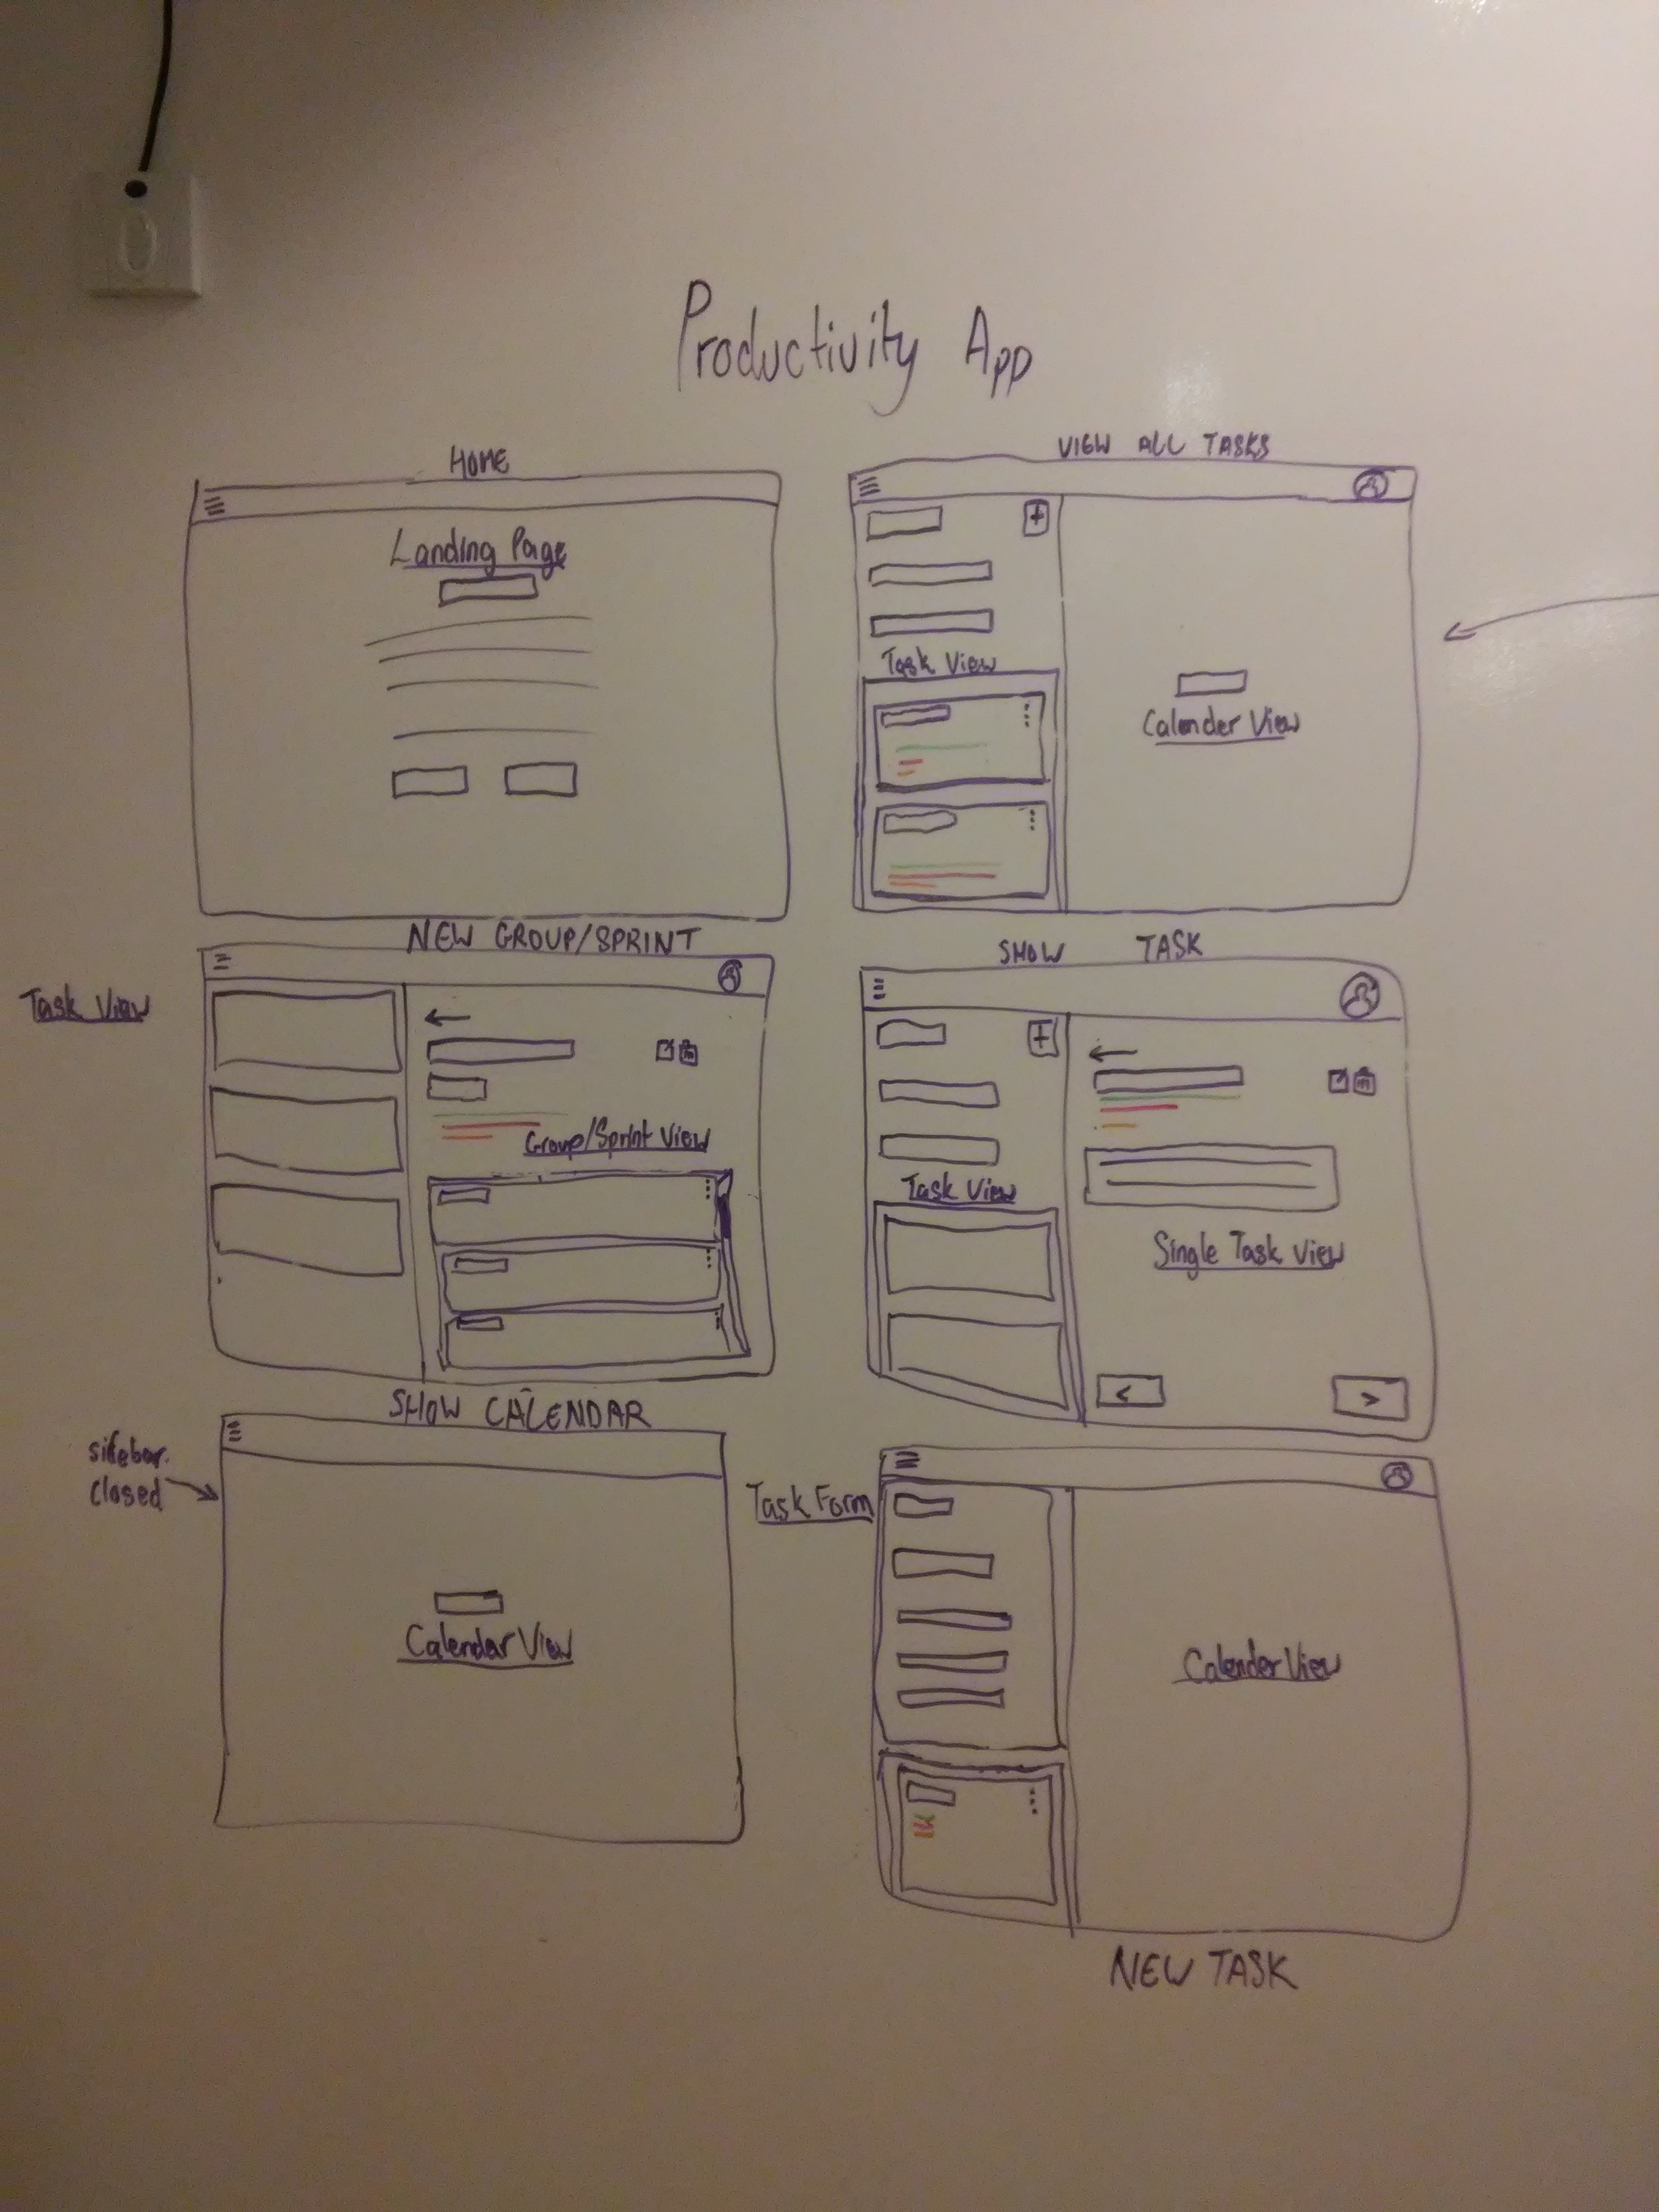 Productivity App
HOME
Landing Page
VIEW ALL TASKS
+
Task View
Calender View
NEW GROUP/SPRINT
Task View
Group/Sprint View
SHOW TASK
+
Task View
Single Task View
<
>
SHOW CALENDAR
sidebar
closed
Calendar View
Task Form
Calender View
NEW TASK